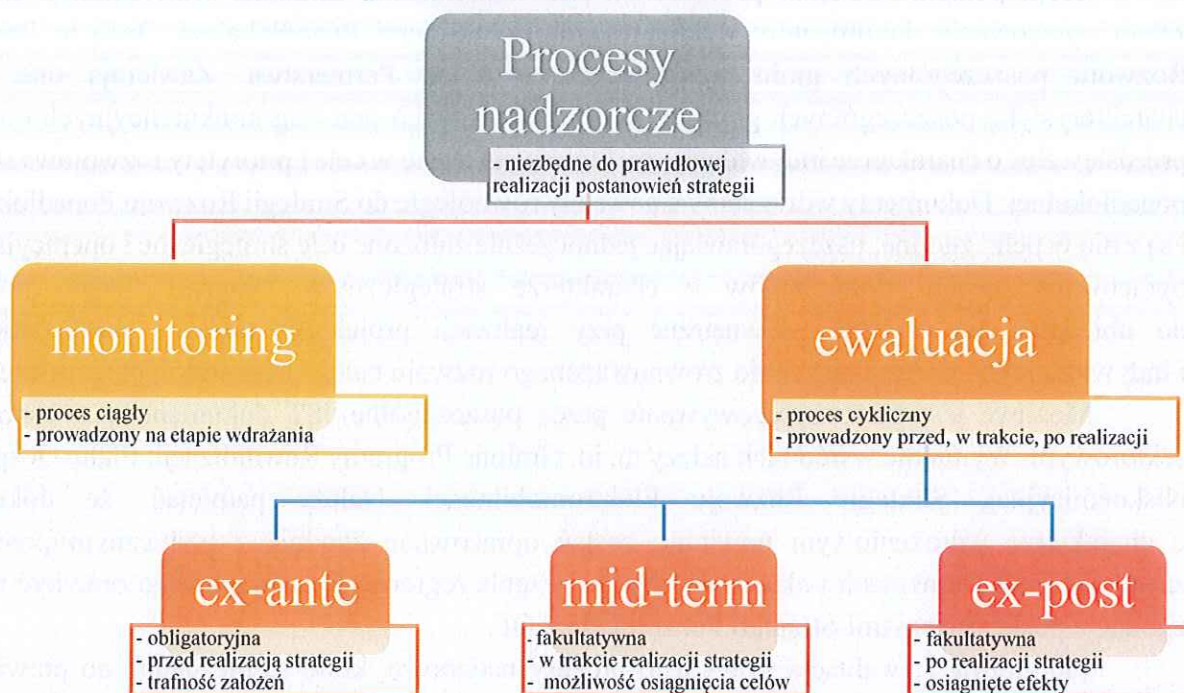 Procesy
nadzorcze
- niezbędne do prawidłowej
realizacji postanowień strategii
monitoring
- proces ciągły
- prowadzony na etapie wdrażania
ewaluacja
- proces cykliczny
- prowadzony przed, w trakcie, po realizacji
ex-ante
- obligatoryjna
- przed realizacją strategii
- trafność założeń
mid-term
- fakultatywna
- w trakcie realizacji strategii
- możliwość osiągnięcia celów
ex-post
- fakultatywna
- po realizacji strategii
- osiągnięte efekty